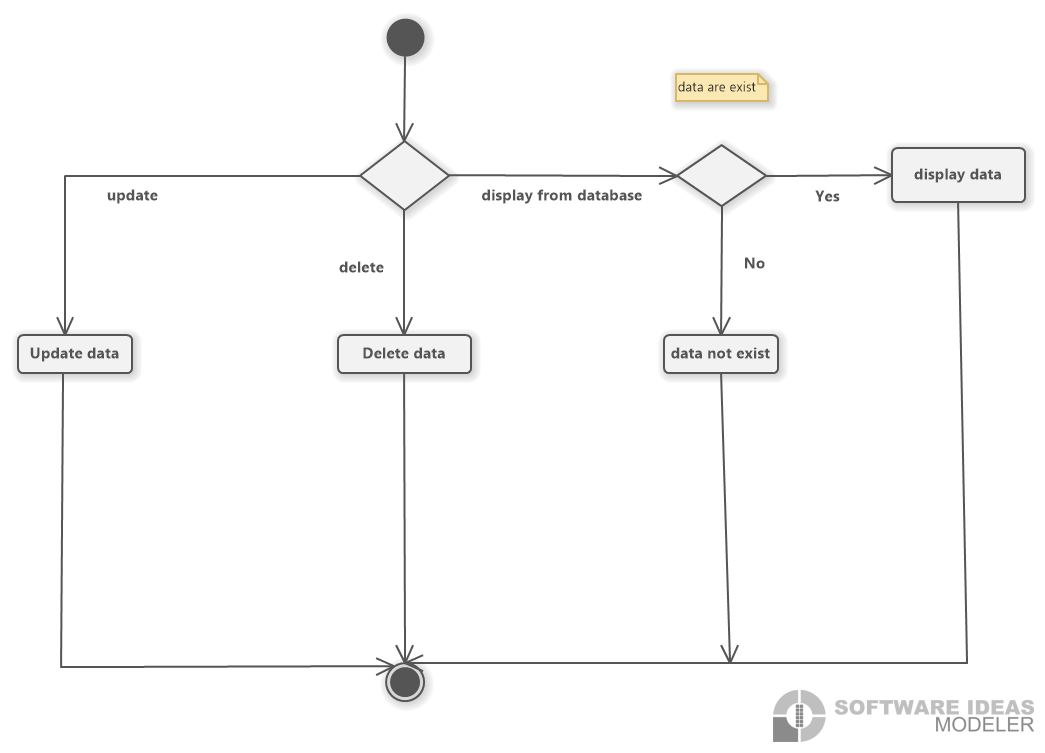 data are exist
display data
update
display from database
Yes
delete
No
Update data
Delete data
data not exist
SOFTWARE IDEAS
MODELER